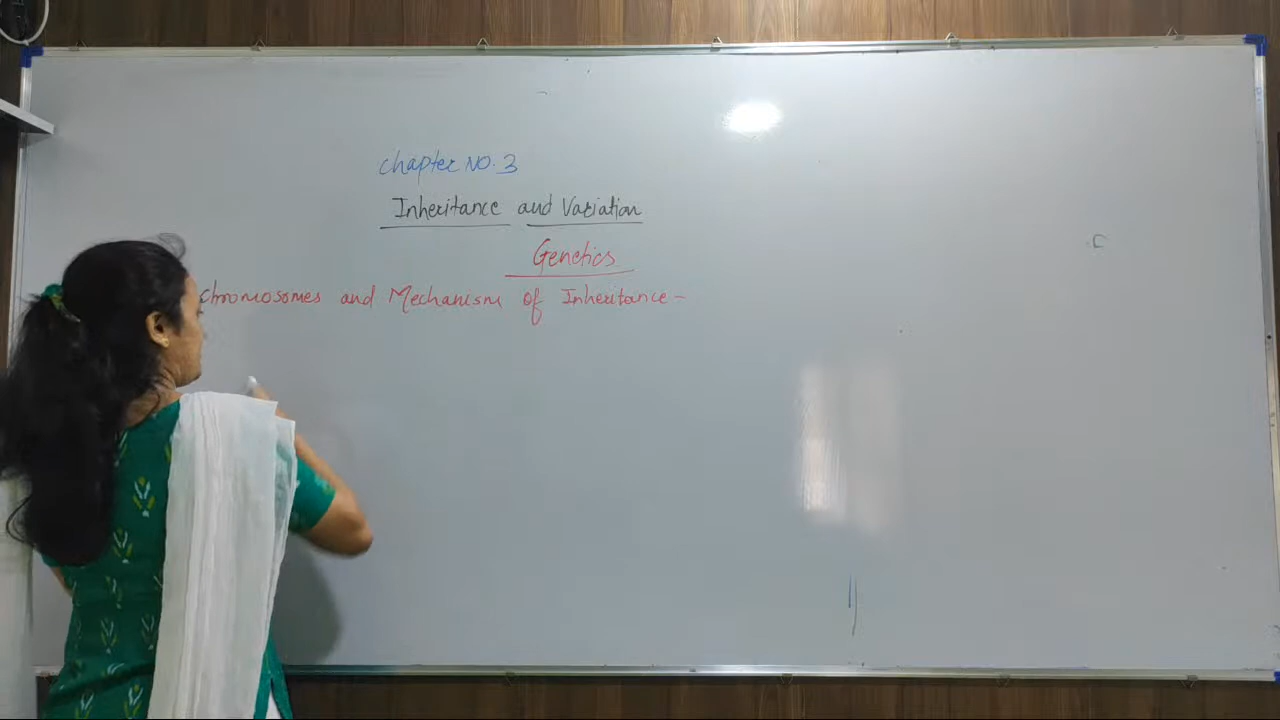 Chapter NO. 3
Inheritance and Variation
Genetics
Chromosomes and Mechanism of Inheritance -